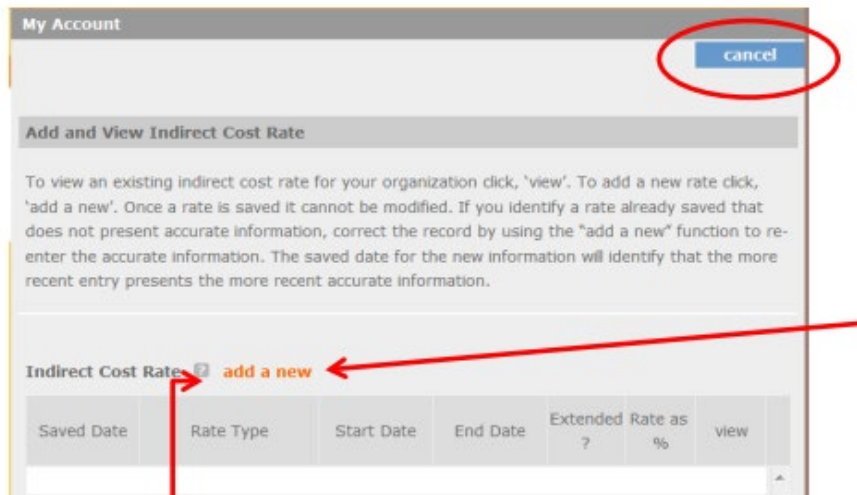 My Account
cancel
Add and View Indirect Cost Rate
To view an existing indirect cost rate for your organization click, ‘view’. To add a new rate click,
‘add a new’. Once a rate is saved it cannot be modified. If you identify a rate already saved that
does not present accurate information, correct the record by using the “add a new” function to re-
enter the accurate information. The saved date for the new information will identify that the more
recent entry presents the more recent accurate information.
Indirect Cost Rate ? add a new
Saved Date Rate Type Start Date End Date Extended ? Rate as % view